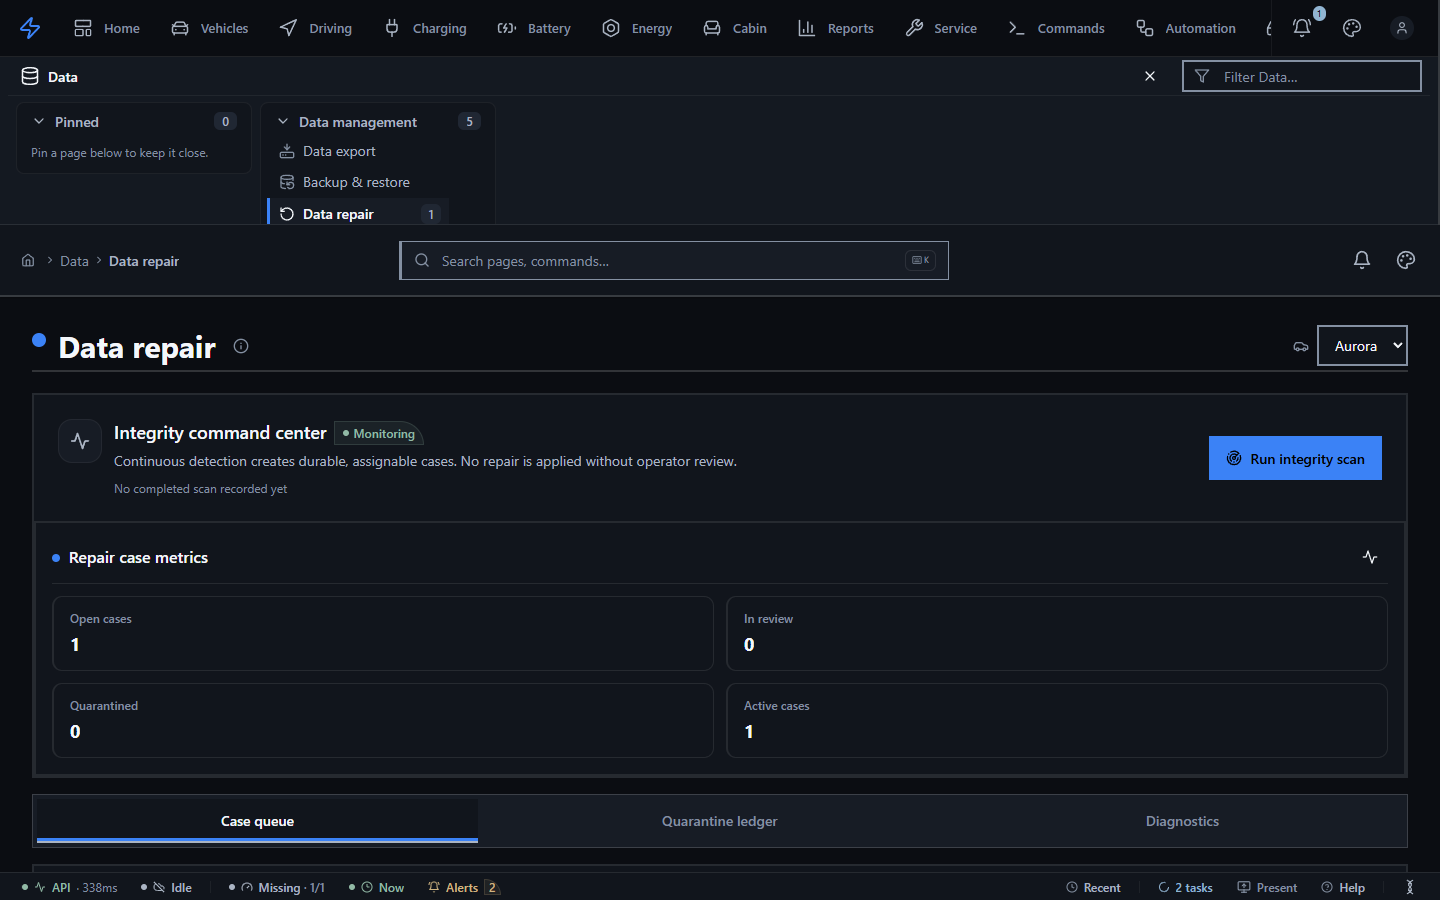 Home Vehicles Driving Charging Battery Energy Cabin Reports Service Commands Automation 1
Data Filter Data...
Pinned 0
Pin a page below to keep it close.
Data management 5
Data export
Backup & restore
Data repair 1
Data Data repair
Search pages, commands... K
Data repair Aurora
Integrity command center Monitoring
Continuous detection creates durable, assignable cases. No repair is applied without operator review.
No completed scan recorded yet
Run integrity scan
Repair case metrics
Open cases
1
In review
0
Quarantined
0
Active cases
1
Case queue Quarantine ledger Diagnostics
API · 338ms Idle Missing · 1/1 Now Alerts 2 Recent 2 tasks Present Help